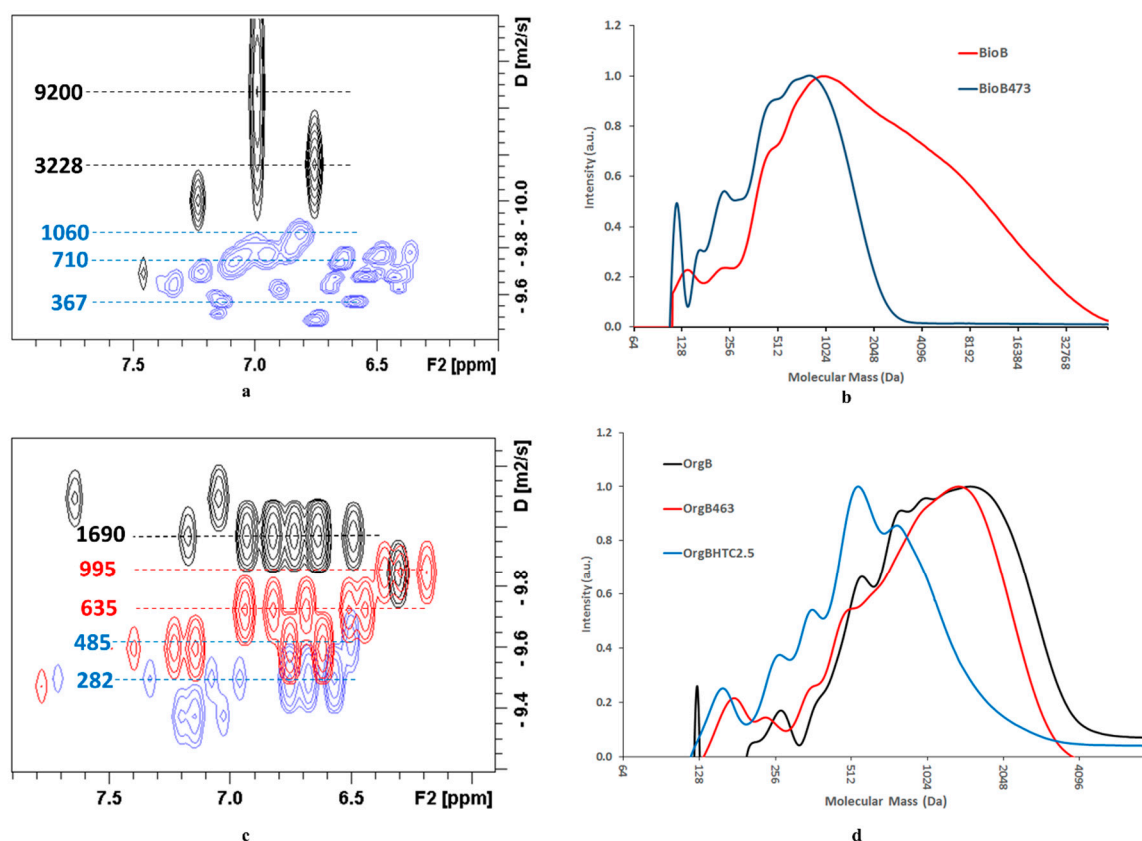 9200
3228
1060
710
367
- 10.0
- 9.8
- 9.6
D [m2/s]
7.5 7.0 6.5 F2 [ppm]
a
1.2
1.0
0.8
0.6
0.4
0.2
0.0
Intensity (a.m.)
BioB
BioB473
64 128 256 512 1024 2048 4096 8192 16384 32768
Molecular Mass (Da)
b
1690
995
635
485
282
- 9.8
- 9.6
- 9.4
D [m2/s]
7.5 7.0 6.5 F2 [ppm]
c
1.2
1.0
0.8
0.6
0.4
0.2
0.0
Intensity (a.u.)
OrgB
OrgB463
OrgBHTC2.5
64 128 256 512 1024 2048 4096
Molecular Mass (Da)
d